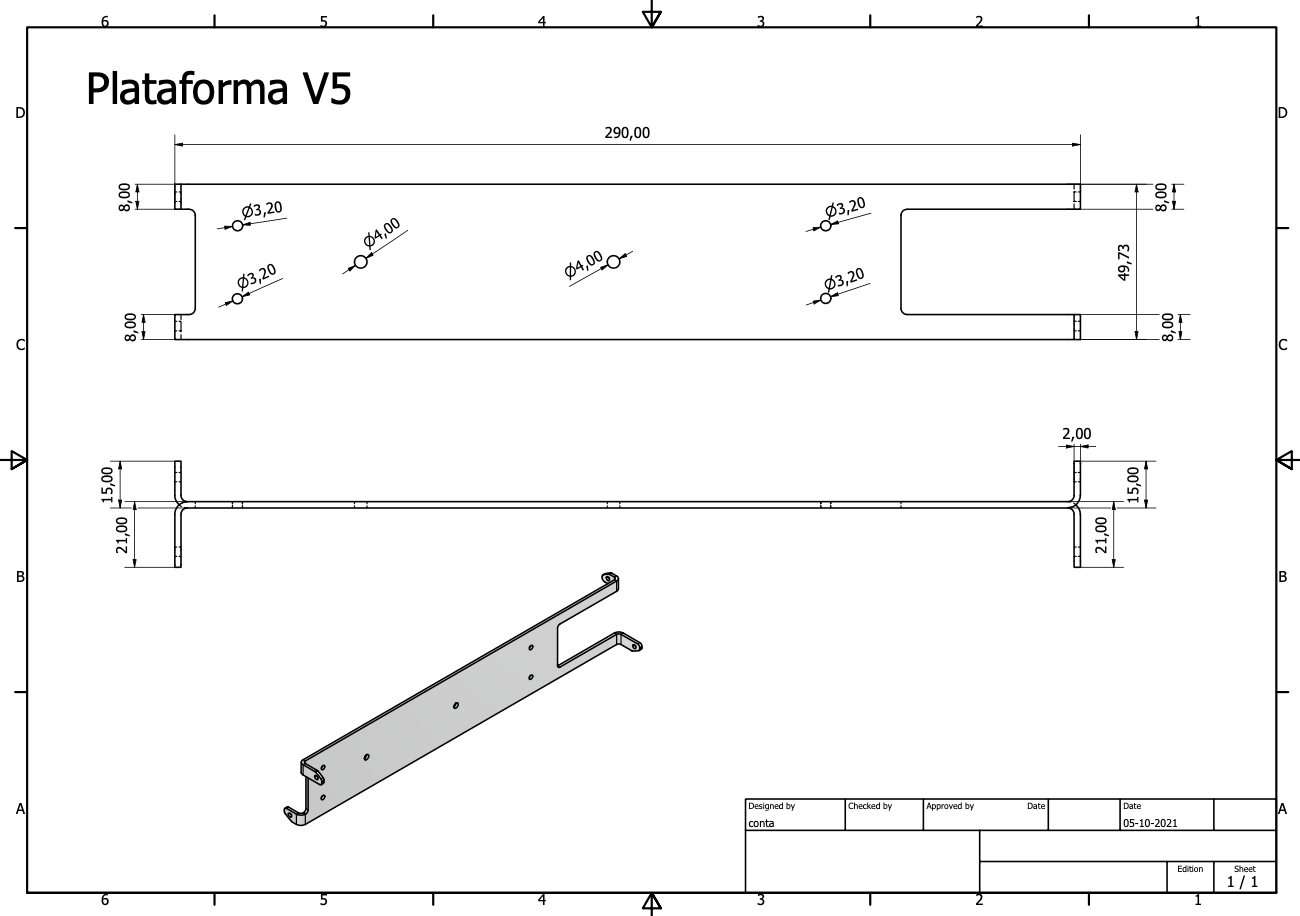 6 5 4 3 2 1
Plataforma V5
D D
290,00
8,00 8,00
Ø3,20 Ø3,20
Ø4,00 Ø4,00
49,73
Ø3,20 Ø3,20
8,00 8,00
C C
2,00
15,00 15,00
21,00 21,00
B B
A A
Designed by Checked by Approved by Date Date
conta 05-10-2021
Edition Sheet
1 / 1
6 5 4 3 2 1